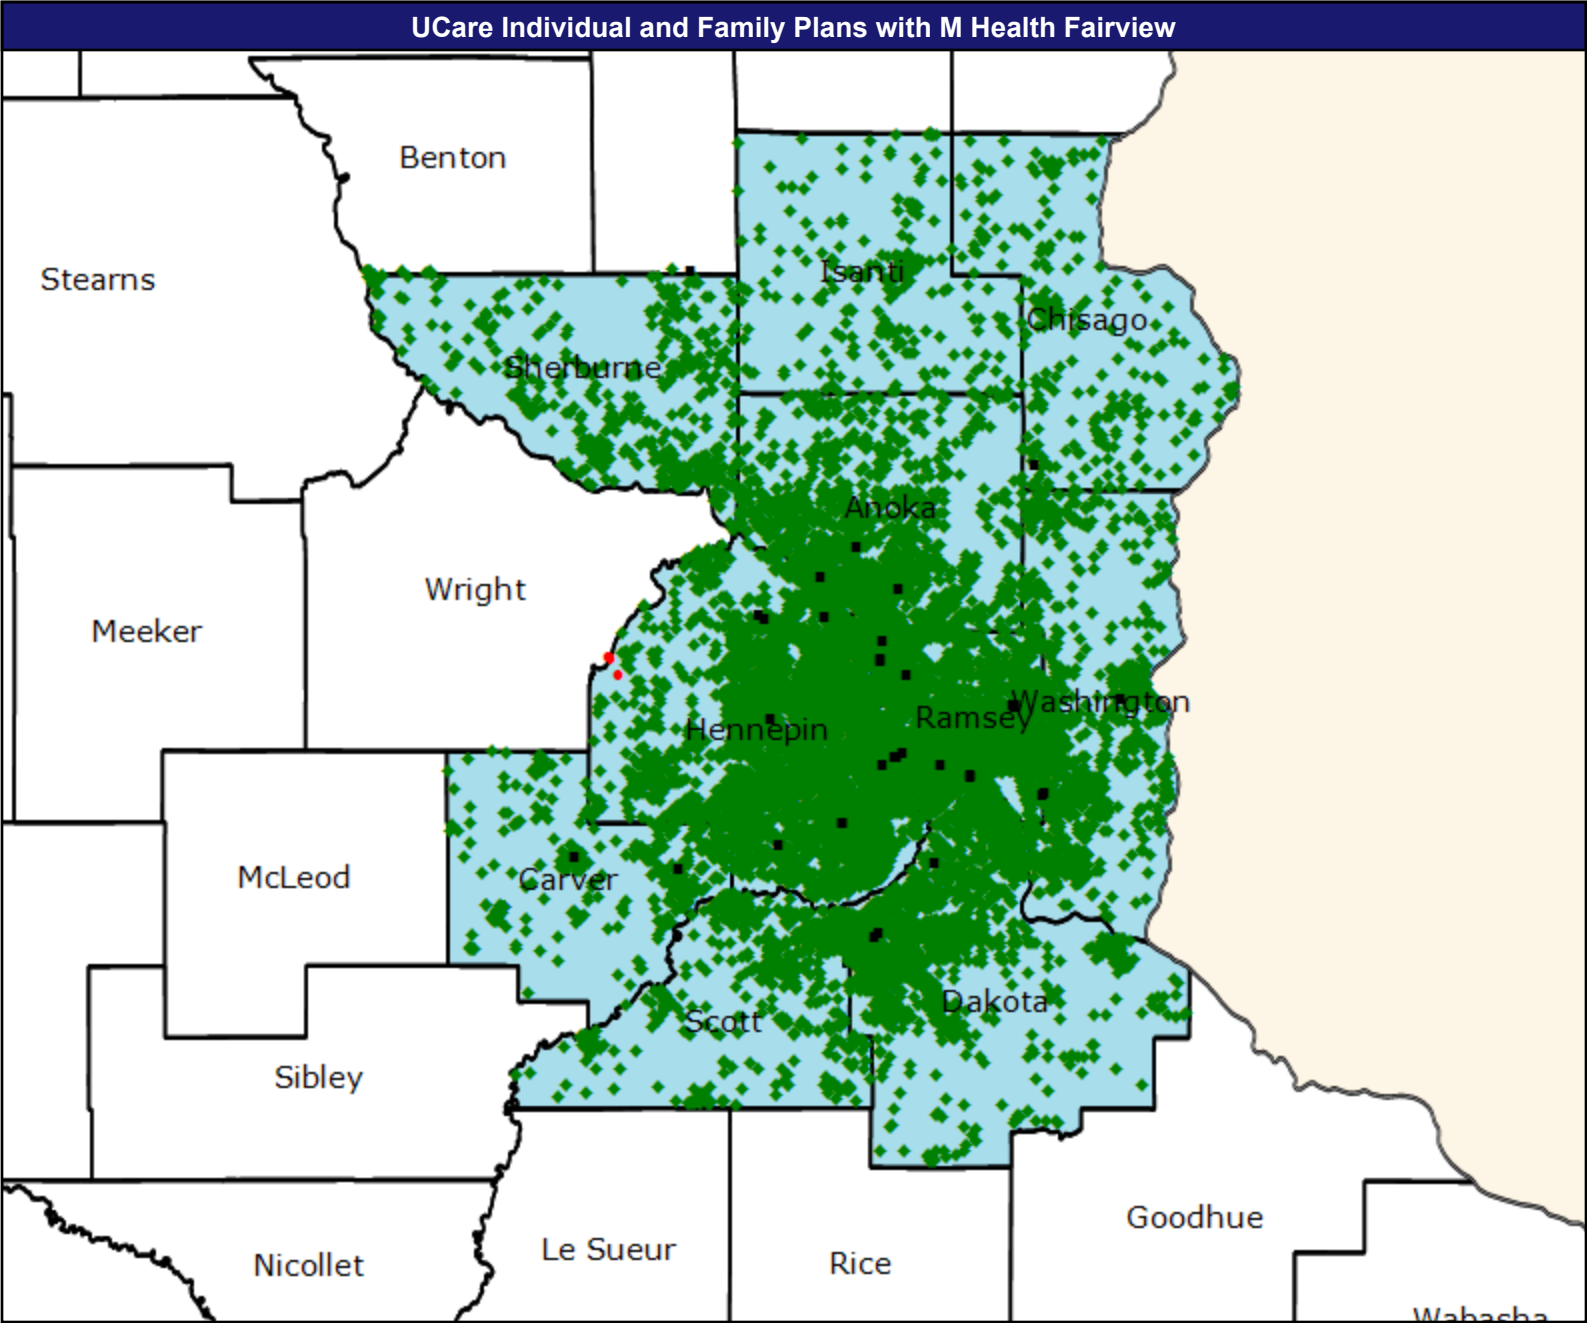 UCare Individual and Family Plans with M Health Fairview
Benton
Stearns
Isanti
Chisago
Sherburne
Anoka
Wright
Meeker
Washington
Ramsey
Hennepin
McLeod
Carver
Dakota
Scott
Sibley
Goodhue
Le Sueur
Rice
Nicollet
Wabasha